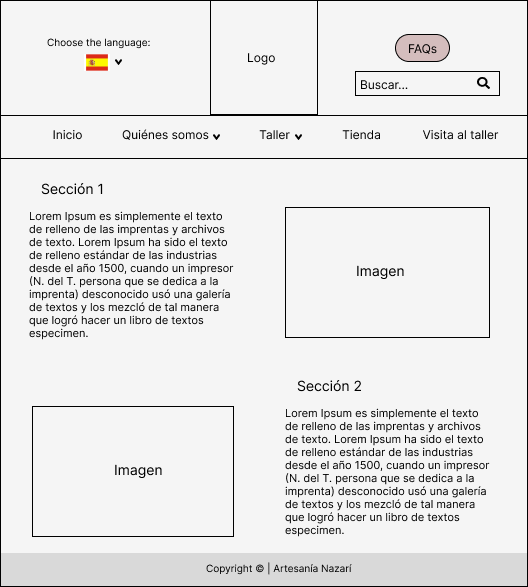 Choose the language:
Logo
FAQs
Buscar...
Inicio
Quiénes somos
Taller
Tienda
Visita al taller
Sección 1
Lorem Ipsum es simplemente el texto
de relleno de las imprentas y archivos
de texto. Lorem Ipsum ha sido el texto
de relleno estándar de las industrias
desde el año 1500, cuando un impresor
(N. del T. persona que se dedica a la
imprenta) desconocido usó una galería
de textos y los mezcló de tal manera
que logró hacer un libro de textos
especimen.
Imagen
Imagen
Sección 2
Lorem Ipsum es simplemente el texto
de relleno de las imprentas y archivos
de texto. Lorem Ipsum ha sido el texto
de relleno estándar de las industrias
desde el año 1500, cuando un impresor
(N. del T. persona que se dedica a la
imprenta) desconocido usó una galería
de textos y los mezcló de tal manera
que logró hacer un libro de textos
especimen.
Copyright © | Artesanía Nazarí